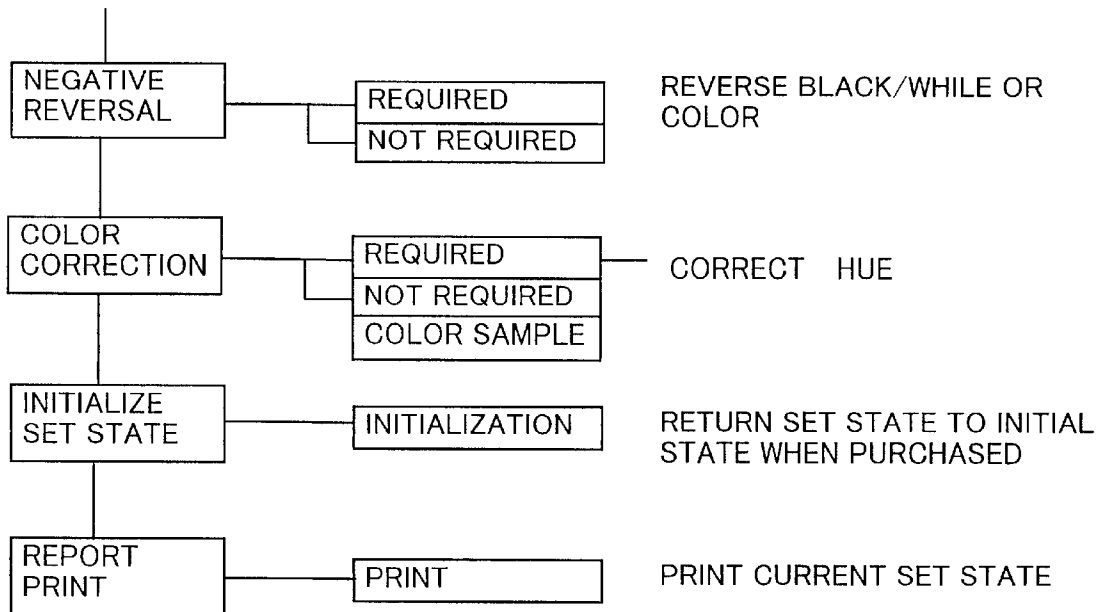 NEGATIVE
REVERSAL
REQUIRED
NOT REQUIRED
REVERSE BLACK/WHILE OR
COLOR
COLOR
CORRECTION
REQUIRED
NOT REQUIRED
COLOR SAMPLE
CORRECT HUE
INITIALIZE
SET STATE
INITIALIZATION
RETURN SET STATE TO INITIAL
STATE WHEN PURCHASED
REPORT
PRINT
PRINT
PRINT CURRENT SET STATE